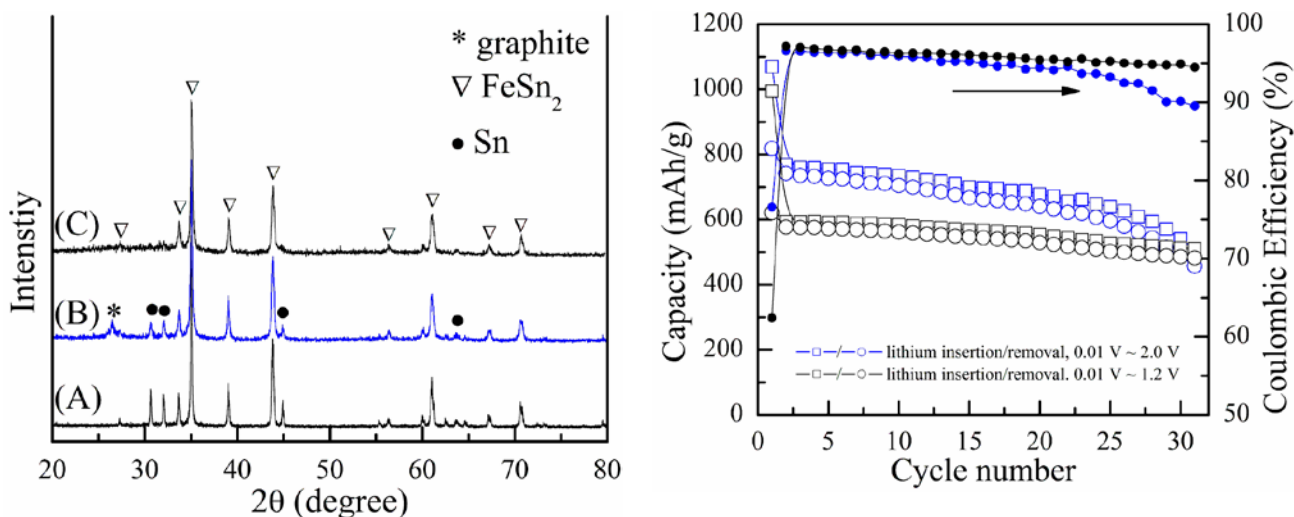 * graphite
▽ FeSn₂
● Sn
(C)
(B)
(A)
Intenstiy
20 30 40 50 60 70 80
2θ (degree)
1200
1000
800
600
400
200
0
Capacity (mAh/g)
100
90
80
70
60
50
Coulombic Efficiency (%)
lithium insertion/removal, 0.01 V ~ 2.0 V
lithium insertion/removal. 0.01 V ~ 1.2 V
0 5 10 15 20 25 30
Cycle number